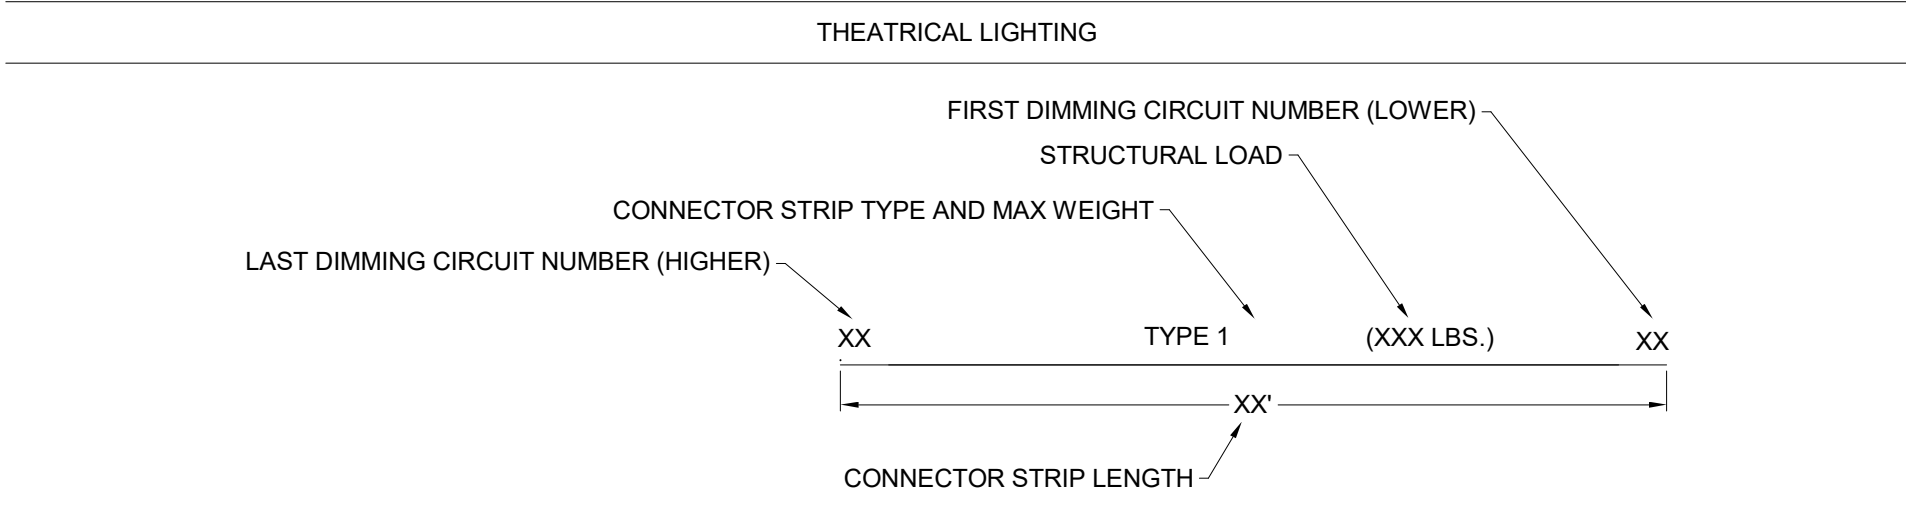 THEATRICAL LIGHTING
FIRST DIMMING CIRCUIT NUMBER (LOWER)
STRUCTURAL LOAD
CONNECTOR STRIP TYPE AND MAX WEIGHT
LAST DIMMING CIRCUIT NUMBER (HIGHER)
XX TYPE 1 (XXX LBS.) XX
XX'
CONNECTOR STRIP LENGTH